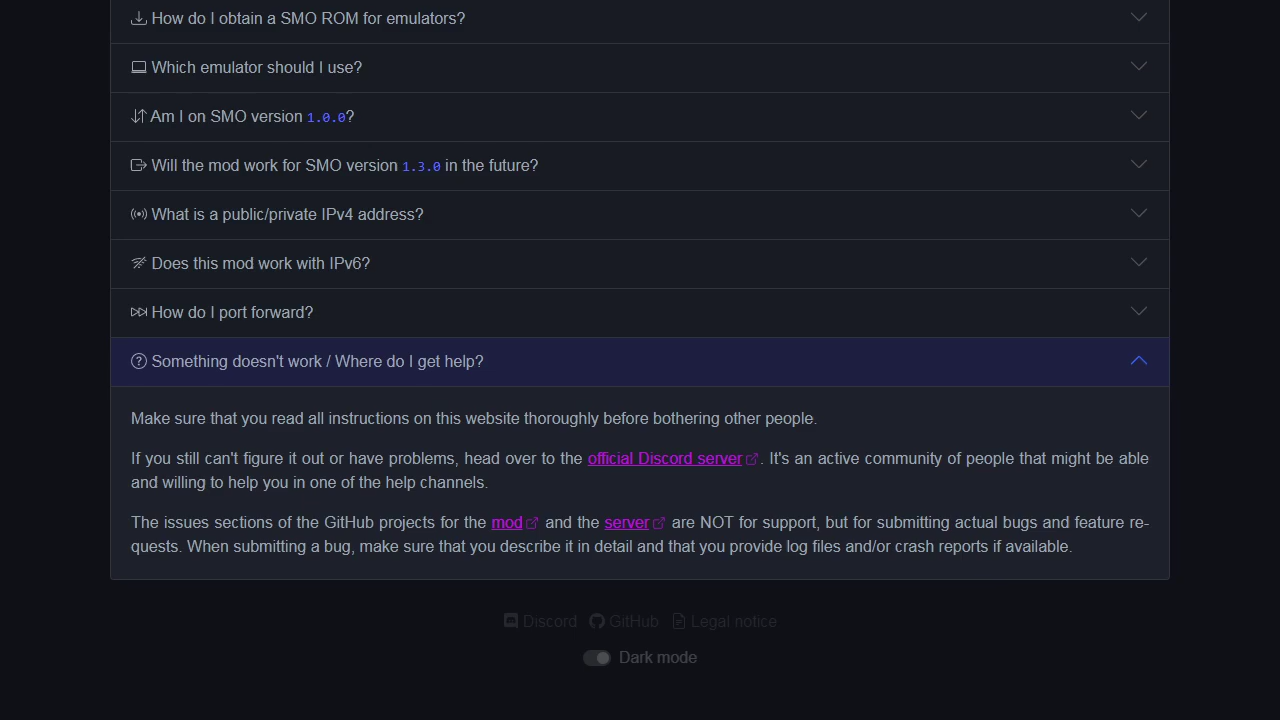 How do I obtain a SMO ROM for emulators?
Which emulator should I use?
Am I on SMO version 1.0.0?
Will the mod work for SMO version 1.3.0 in the future?
What is a public/private IPv4 address?
Does this mod work with IPv6?
How do I port forward?
Something doesn't work / Where do I get help?
Make sure that you read all instructions on this website thoroughly before bothering other people.
If you still can't figure it out or have problems, head over to the official Discord server. It's an active community of people that might be able
and willing to help you in one of the help channels.
The issues sections of the GitHub projects for the mod and the server are NOT for support, but for submitting actual bugs and feature re-
quests. When submitting a bug, make sure that you describe it in detail and that you provide log files and/or crash reports if available.
Discord GitHub Legal notice
Dark mode